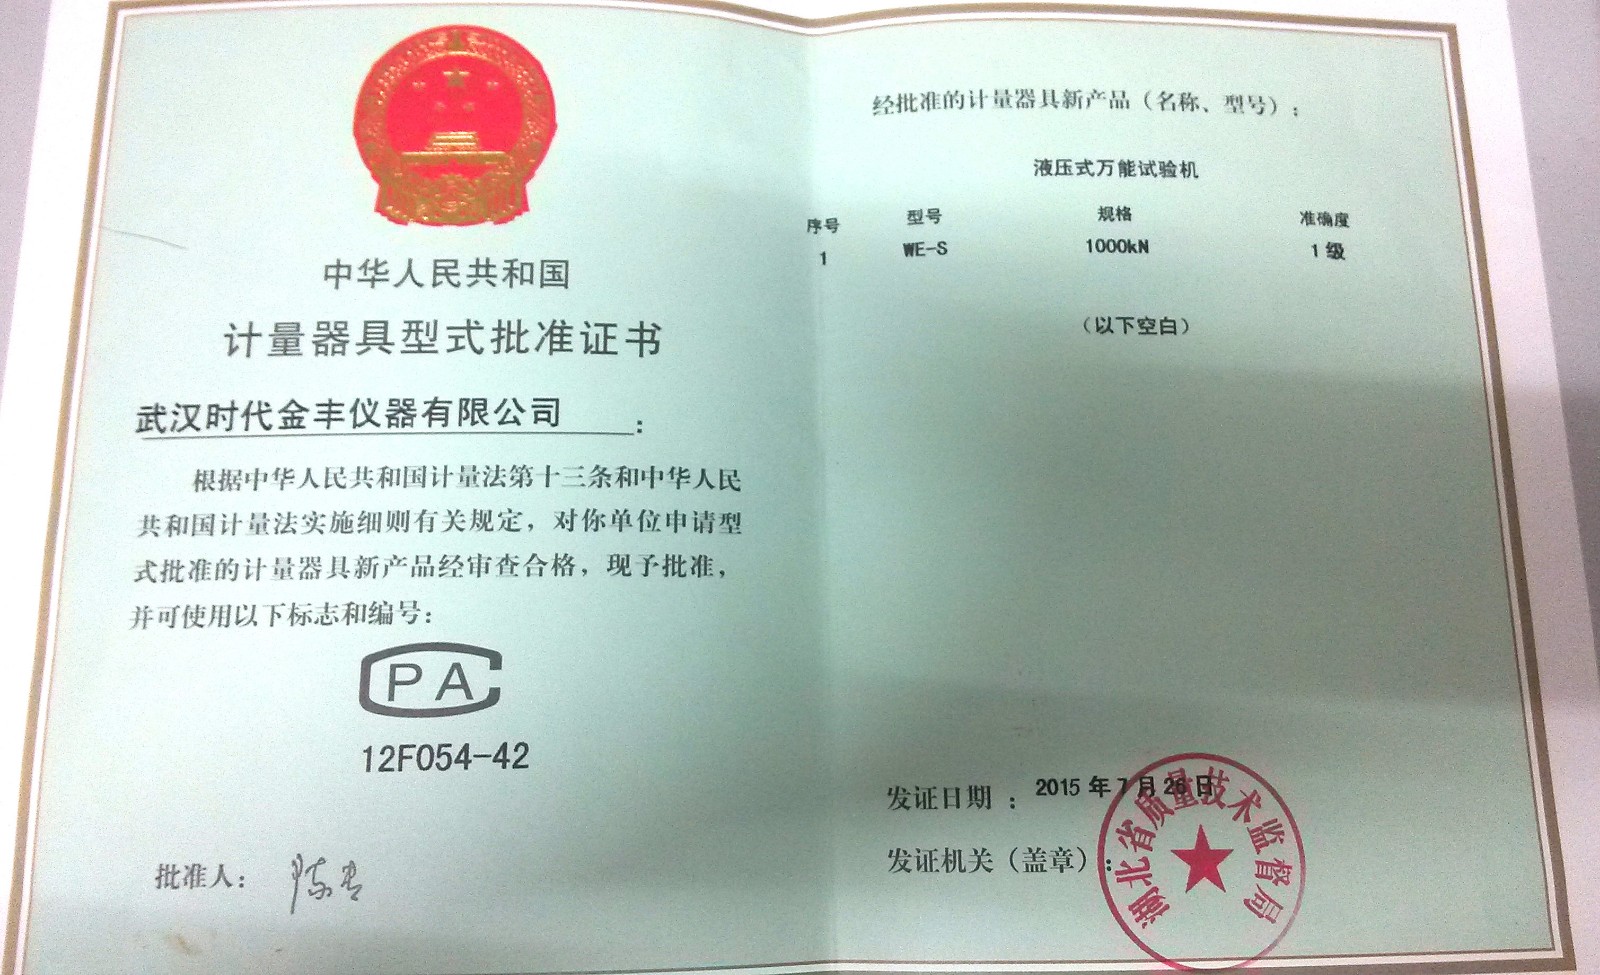 中华人民共和国
计量器具型式批准证书
武汉时代金丰仪器有限公司：
根据中华人民共和国计量法第十三条和中华人民
共和国计量法实施细则有关规定，对你单位申请型
式批准的计量器具新产品经审查合格，现予批准，
并可使用以下标志和编号：
CPA
12F054-42
批准人：
经批准的计量器具新产品（名称、型号）：
液压式万能试验机
序号 型号 规格 准确度
1 WE-S 1000kN 1级
（以下空白）
发证日期：2015年7月26日
发证机关（盖章）：
湖北省质量技术监督局